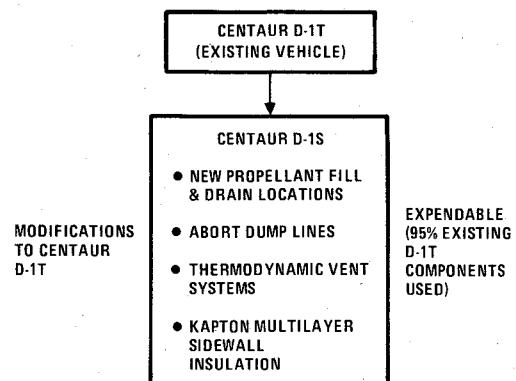 CENTAUR D-1T
(EXISTING VEHICLE)
CENTAUR D-1S
● NEW PROPELLANT FILL
& DRAIN LOCATIONS
● ABORT DUMP LINES
● THERMODYNAMIC VENT
SYSTEMS
● KAPTON MULTILAYER
SIDEWALL
INSULATION
MODIFICATIONS
TO CENTAUR
D-1T
EXPENDABLE
(95% EXISTING
D-1T
COMPONENTS
USED)